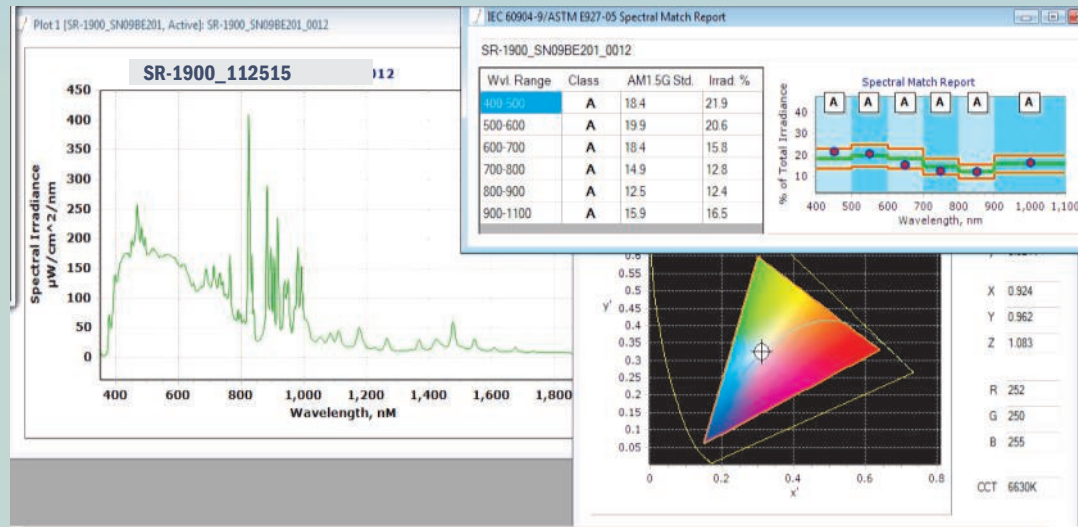 Plot 1 [SR-1900_SN09BE201, Active]: SR-1900_SN09BE201_0012
SR-1900_112515 012
Spectral Irradiance
µW/cm^2/nm
450
400
350
300
250
200
150
100
50
0
400 600 800 1,000 1,200 1,400 1,600 1,800
Wavelength, nM
IEC 60904-9/ASTM E927-05 Spectral Match Report
SR-1900_SN09BE201_0012
Wvl. Range Class AM1.5G Std. Irrad. %
400-500 A 18.4 21.9
500-600 A 19.9 20.6
600-700 A 18.4 15.8
700-800 A 14.9 12.8
800-900 A 12.5 12.4
900-1100 A 15.9 16.5
Spectral Match Report
A A A A A A
% of Total Irradiance
40
30
20
10
400 500 600 700 800 900 1,000 1,100
Wavelength, nm
0.6
0.5
y'
0.4
0.35
0.3
0.25
0.2
0.15
0.1
0.05
0 0.2 0.4 0.6 0.8
x'
X 0.924
Y 0.962
Z 1.083
R 252
G 250
B 255
CCT 6630K